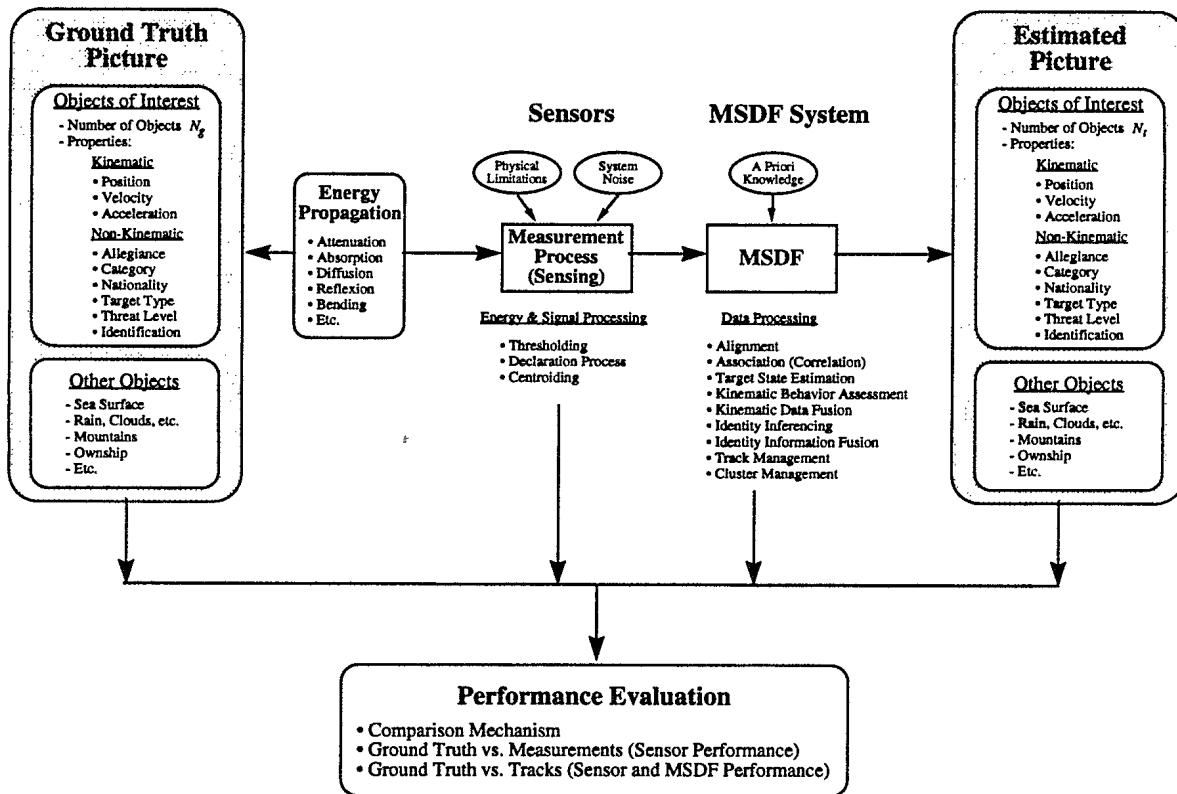 Ground Truth
Picture
Objects of Interest
- Number of Objects Ng
- Properties:
Kinematic
• Position
• Velocity
• Acceleration
Non-Kinematic
• Allegiance
• Category
• Nationality
• Target Type
• Threat Level
• Identification
Other Objects
- Sea Surface
- Rain, Clouds, etc.
- Mountains
- Ownship
- Etc.
Energy
Propagation
• Attenuation
• Absorption
• Diffusion
• Reflexion
• Bending
• Etc.
Sensors
Physical
Limitations
System
Noise
Measurement
Process
(Sensing)
Energy & Signal Processing
• Thresholding
• Declaration Process
• Centroiding
MSDF System
A Priori
Knowledge
MSDF
Data Processing
• Alignment
• Association (Correlation)
• Target State Estimation
• Kinematic Behavior Assessment
• Kinematic Data Fusion
• Identity Inferencing
• Identity Information Fusion
• Track Management
• Cluster Management
Estimated
Picture
Objects of Interest
- Number of Objects Nt
- Properties:
Kinematic
• Position
• Velocity
• Acceleration
Non-Kinematic
• Allegiance
• Category
• Nationality
• Target Type
• Threat Level
• Identification
Other Objects
- Sea Surface
- Rain, Clouds, etc.
- Mountains
- Ownship
- Etc.
Performance Evaluation
• Comparison Mechanism
• Ground Truth vs. Measurements (Sensor Performance)
• Ground Truth vs. Tracks (Sensor and MSDF Performance)